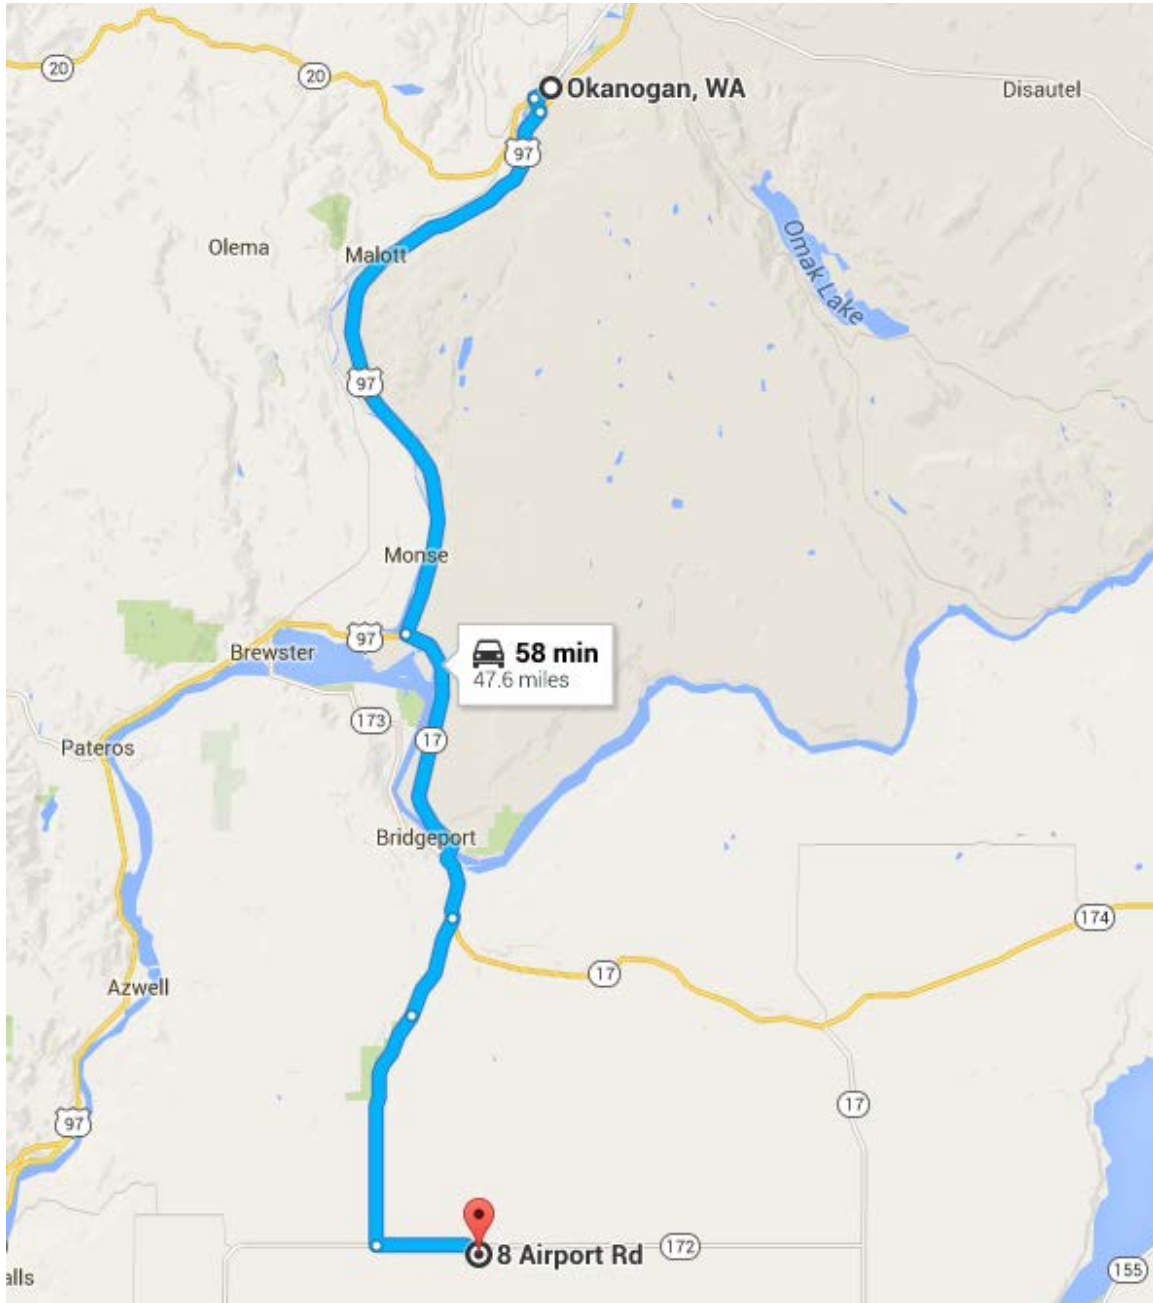 20
20
Okanogan, WA
Disautel
97
Olema
Malott
Omak Lake
97
Monse
97
Brewster
58 min
47.6 miles
173
17
Pateros
Bridgeport
174
17
Azwell
17
97
172
8 Airport Rd
155
alls